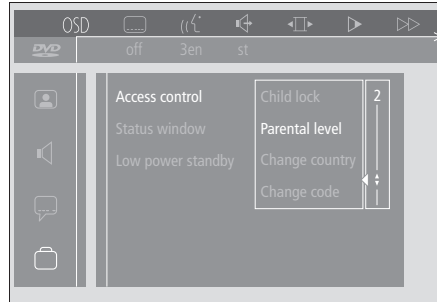 OSD
DVD off 3en st
Access control Child lock 2
Status window Parental level
Low power standby Change country
Change code